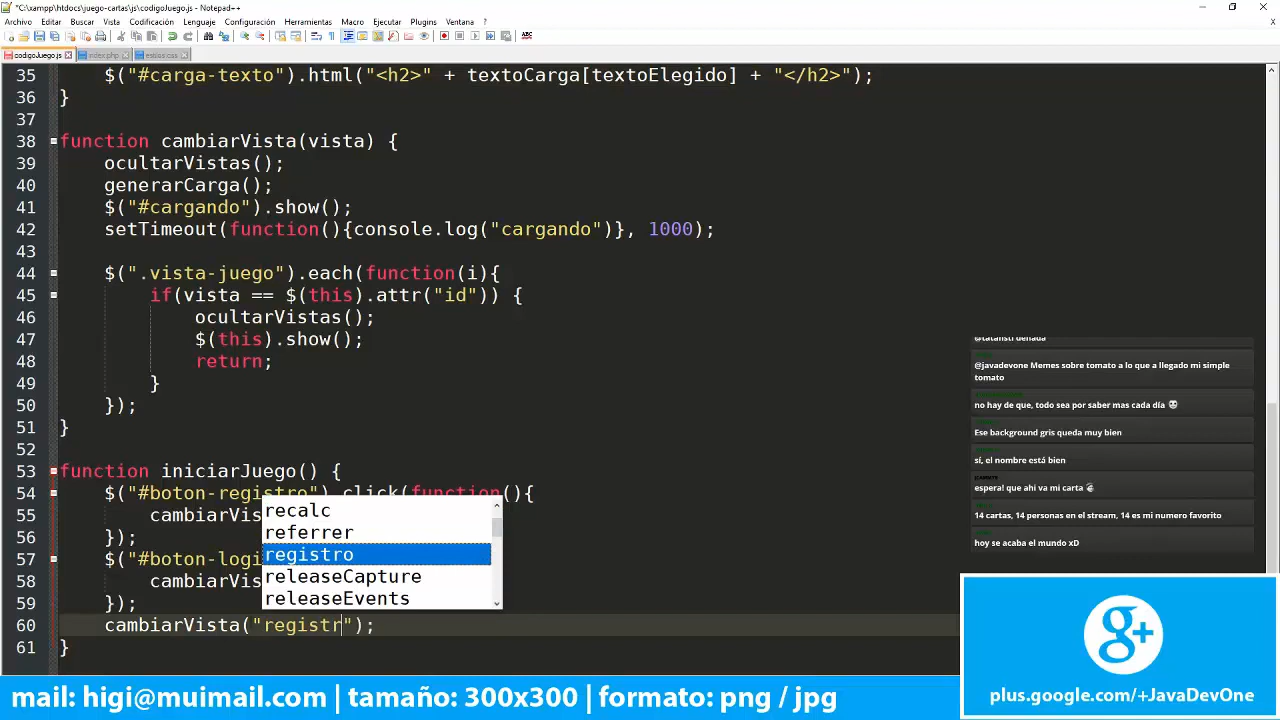 *C:\xampp\htdocs\juego-cartas\js\codigoJuego.js - Notepad++
Archivo Editar Buscar Vista Codificación Lenguaje Configuración Herramientas Macro Ejecutar Plugins Ventana ?
codigoJuego.js index.php estilos.css
35 $("#carga-texto").html("<h2>" + textoCarga[textoElegido] + "</h2>");
36 }
37
38 function cambiarVista(vista) {
39 ocultarVistas();
40 generarCarga();
41 $("#cargando").show();
42 setTimeout(function(){console.log("cargando")}, 1000);
43
44 $(".vista-juego").each(function(i){
45 if(vista == $(this).attr("id")) {
46 ocultarVistas();
47 $(this).show();
48 return;
49 }
50 });
51 }
52
53 function iniciarJuego() {
54 $("#boton-registro").click(function(){
55 cambiarVis
56 });
57 $("#boton-logi
58 cambiarVis
59 });
60 cambiarVista("registr");
61 }
recalc
referrer
registro
releaseCapture
releaseEvents
@javadevone Memes sobre tomato a lo que a llegado mi simple
tomato
no hay de que, todo sea por saber mas cada día
Ese background gris queda muy bien
sí, el nombre está bien
espera! que ahi va mi carta
14 cartas, 14 personas en el stream, 14 es mi numero favorito
hoy se acaba el mundo xD
g+
plus.google.com/+JavaDevOne
mail: higi@muimail.com | tamaño: 300x300 | formato: png / jpg